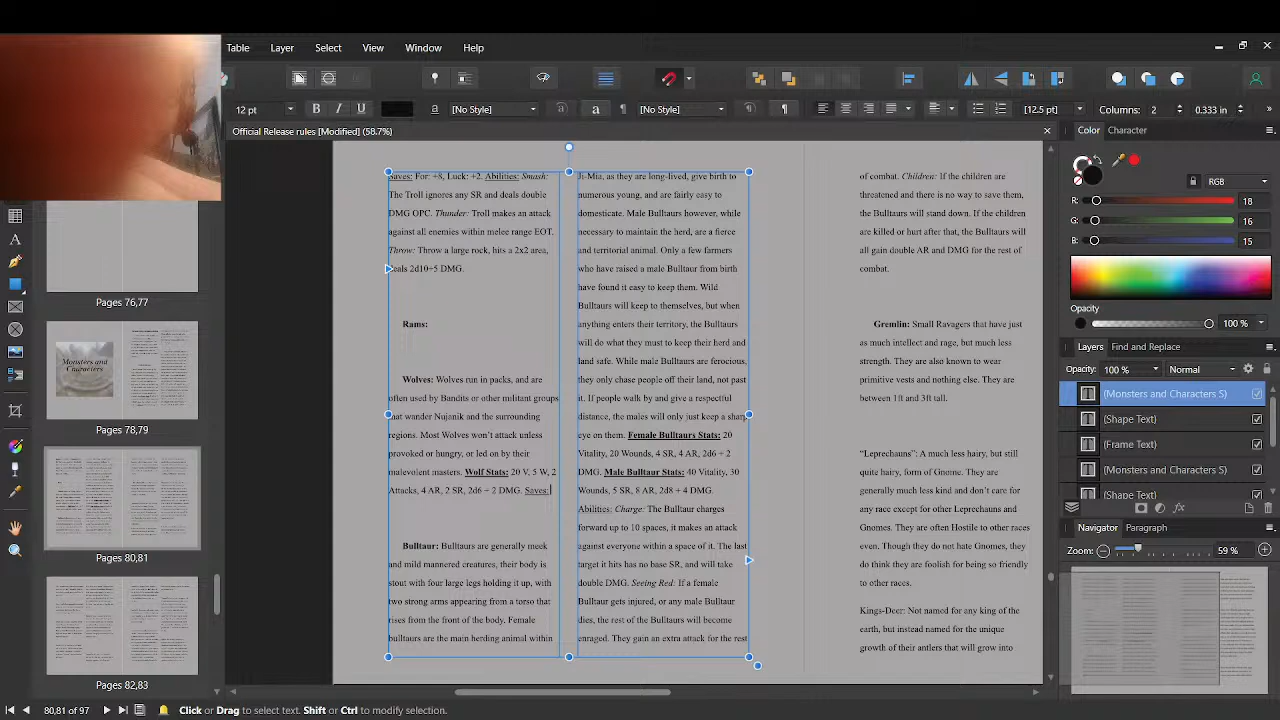 Table Layer Select View Window Help
12 pt B I U a [No Style] a a ¶ [No Style] ¶ [12.5 pt] Columns: 2 0.333 in
Official Release rules [Modified] (56.7%)
Saves: For: +8, Luck: +2. Abilities: Smash:
The Troll ignores any SR and deals double
DMG OPC. Thunder: Troll makes an attack
against all enemies within melee range EOT.
Throw: Throw a large rock, hits a 2x2 area,
deals 2d10+5 DMG.
Rams:
Wolves: Wolves run in packs, and are
often used by bandits or other militant groups
that wander Nujanik and the surrounding
regions. Most Wolves won't attack unless
provoked or hungry, or led on by their
malevolent masters. Wolf Stats: 20 V, 5 W, 2
Attacks, 4 AR, 2 SR, 2d6 + 2 DMG. Saves:
Bulltaur: Bulltaurs are generally meek
and mild mannered creatures, their body is
stout with four large legs holding it up, with
two strong arms appearing from a torso that
rises from the front of the body. Female
bulltaurs are the main herding animal within
Ji-Mia, as they are long-lived, give birth to
numerous young, and are fairly easy to
domesticate. Male Bulltaurs however, while
necessary to maintain the herd, are a fierce
and territorial animal. Only a few farmers
who have raised a male Bulltaur from birth
have found it easy to keep them. Wild
Bulltaurs will keep to themselves, but when
anything enters their territory, the Bulltaurs
will do what they must to keep their herd and
land safe. While male Bulltaurs are ferocious,
they only chase people off their land, not past
it. If people walk by and give a respectful
distance, the males will only just keep a sharp
eye on them. Female Bulltaurs Stats: 20
Vitality, 20 Wounds, 4 SR, 4 AR, 2d6 + 2
DMG. Male Bulltaur Stats: 40 Vitality, 30
Wounds, 5 SR, 8 AR, 2d8 + 4 DMG.
Abilities: Charge: The Bulltaur charges
forward up to 10 spaces, it makes an attack
against everyone within a space of it. The last
target it hits has no base SR, and will take
double DMG. Seeing Red: If a female
Bulltaur is injured, or any male Bulltaur
dies, the rest of the Bulltaurs will become
They gain an extra attack for the rest
of combat. Children: If the children are
threatened and there is no way to save them,
the Bulltaurs will stand down. If the children
are killed or hurt after that, the Bulltaurs will
all gain double AR and DMG for the rest of
combat.
Gremlin: Small Ravagers that have just
as much intellect and rage, but much less
strength. They are also known to wear
primitive vests and nothing else. They are
between 1ft and 3ft tall.
"Leprechauns": A much less hairy, but still
quite hairy, form of Gnome. They are
generally much less kind and don't care for
any race except for other Leprechauns and
Gnomes. They are often Hostile to other races
even. Though they do not hate Gnomes, they
do think they are foolish for being so friendly
to other races.
Kings-Deer: Not named for any king of the
land, but instead named for the intense
growth of their antlers that will grow into
Pages 76,77
Monsters and
Characters
Pages 78,79
Pages 80,81
Pages 82,83
Color Character
RGB
R: 18
G: 16
B: 15
Opacity
100 %
Layers Find and Replace
Opacity: 100 % Normal
(Monsters and Characters S)
(Shape Text)
(Frame Text)
(Monsters and Characters S)
(Frame Text)
Navigator Paragraph
Zoom: 59 %
80,81 of 97 Click or Drag to select text. Shift or Ctrl to modify selection.